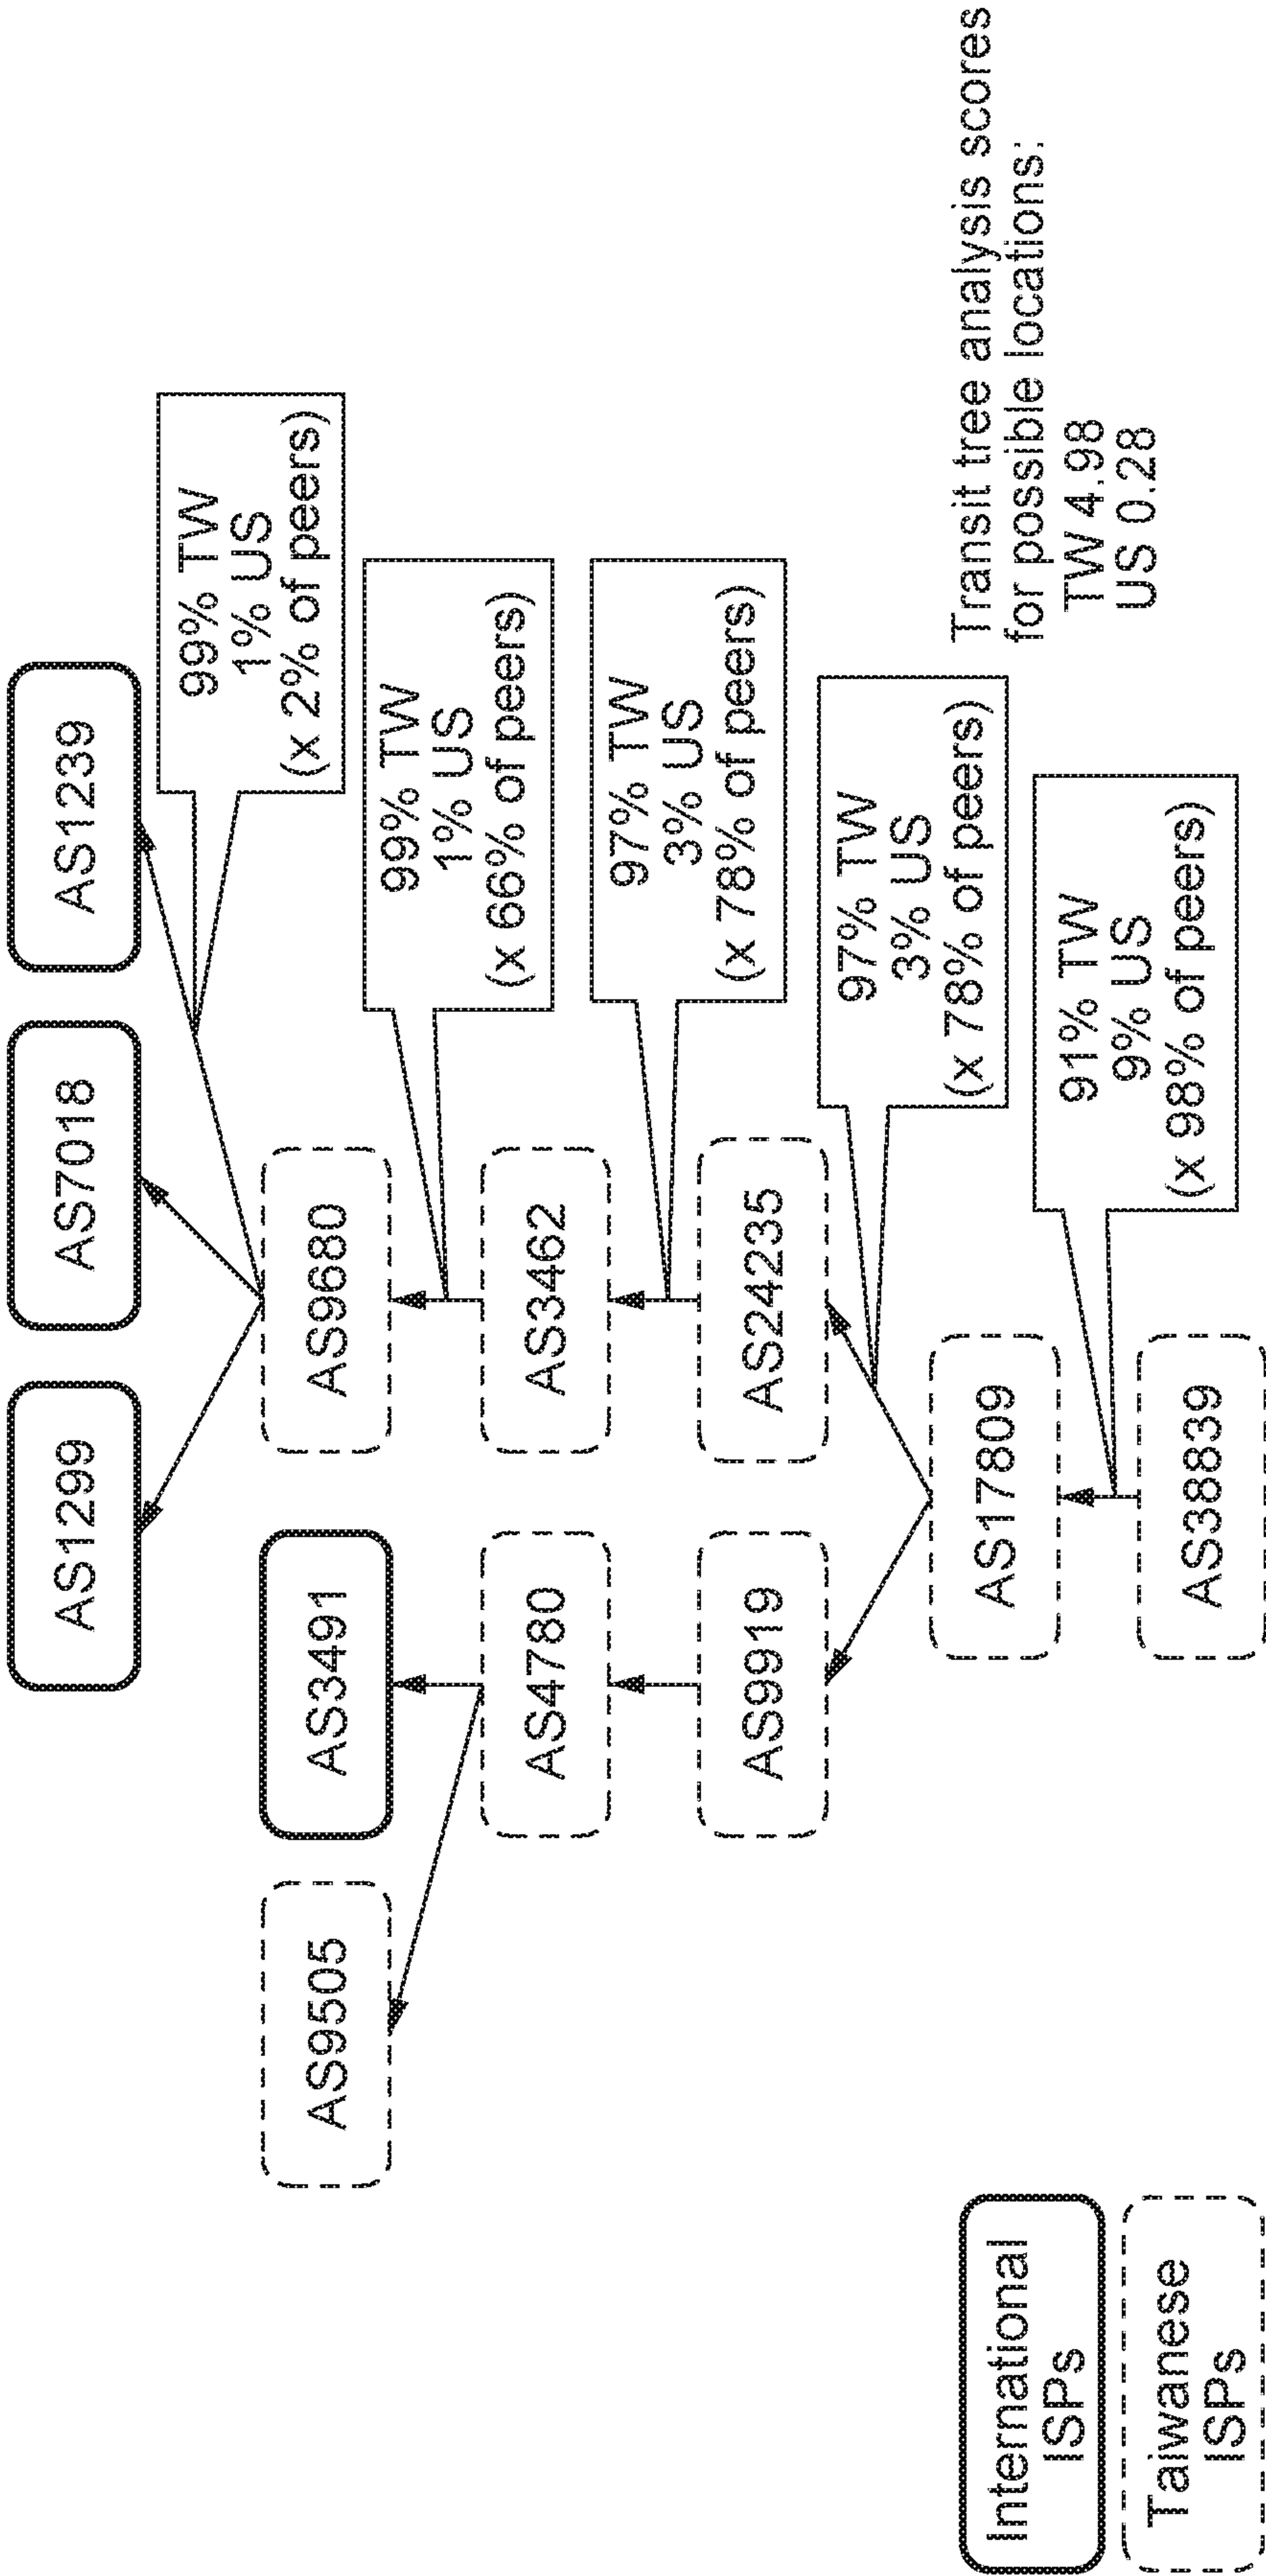 AS1299
AS7018
AS1239
99% TW
1% US
(x 2% of peers)
AS9505
AS3491
AS9680
99% TW
1% US
(x 66% of peers)
AS4780
AS3462
97% TW
3% US
(x 78% of peers)
AS9919
AS24235
97% TW
3% US
(x 78% of peers)
AS17809
91% TW
9% US
(x 98% of peers)
AS38839
Transit tree analysis scores
for possible locations:
TW 4.98
US 0.28
International
ISPs
Taiwanese
ISPs